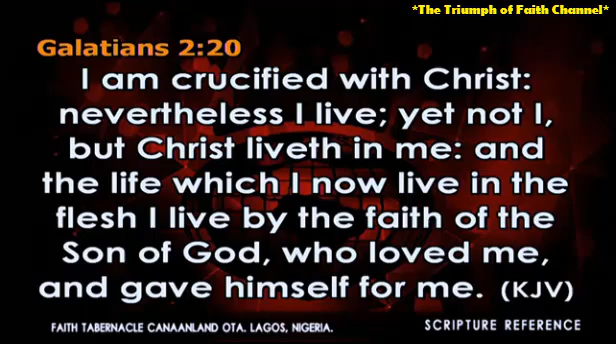 *The Triumph of Faith Channel*
Galatians 2:20
I am crucified with Christ:
nevertheless I live; yet not I,
but Christ liveth in me: and
the life which I now live in the
flesh I live by the faith of the
Son of God, who loved me,
and gave himself for me. (KJV)
FAITH TABERNACLE CANAANLAND OTA. LAGOS, NIGERIA.
SCRIPTURE REFERENCE